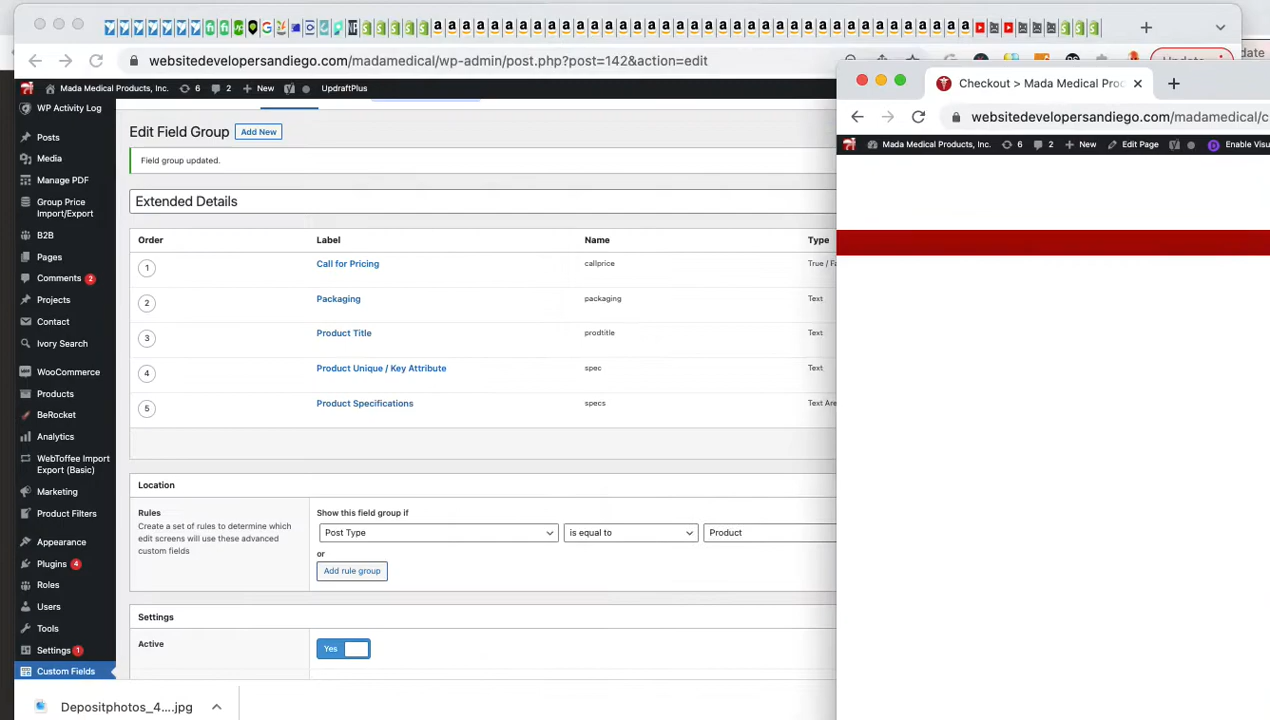 websitedevelopersandiego.com/madamedical/wp-admin/post.php?post=142&action=edit
Mada Medical Products, Inc.
6
2
New
UpdraftPlus
WP Activity Log
Posts
Media
Manage PDF
Group Price
Import/Export
B2B
Pages
Comments 2
Projects
Contact
Ivory Search
WooCommerce
Products
BeRocket
Analytics
WebToffee Import
Export (Basic)
Marketing
Product Filters
Appearance
Plugins 4
Roles
Users
Tools
Settings 1
Custom Fields
Edit Field Group
Add New
Field group updated.
Extended Details
Order Label Name Type
1 Call for Pricing callprice True / Fa
2 Packaging packaging Text
3 Product Title prodtitle Text
4 Product Unique / Key Attribute spec Text
5 Product Specifications specs Text Are
Location
Rules
Create a set of rules to determine which
edit screens will use these advanced
custom fields
Show this field group if
Post Type is equal to Product
or
Add rule group
Settings
Active
Yes
Depositphotos_4....jpg
Checkout > Mada Medical Proc
websitedevelopersandiego.com/madamedical/c
Mada Medical Products, Inc.
6
2
New
Edit Page
Enable Visu